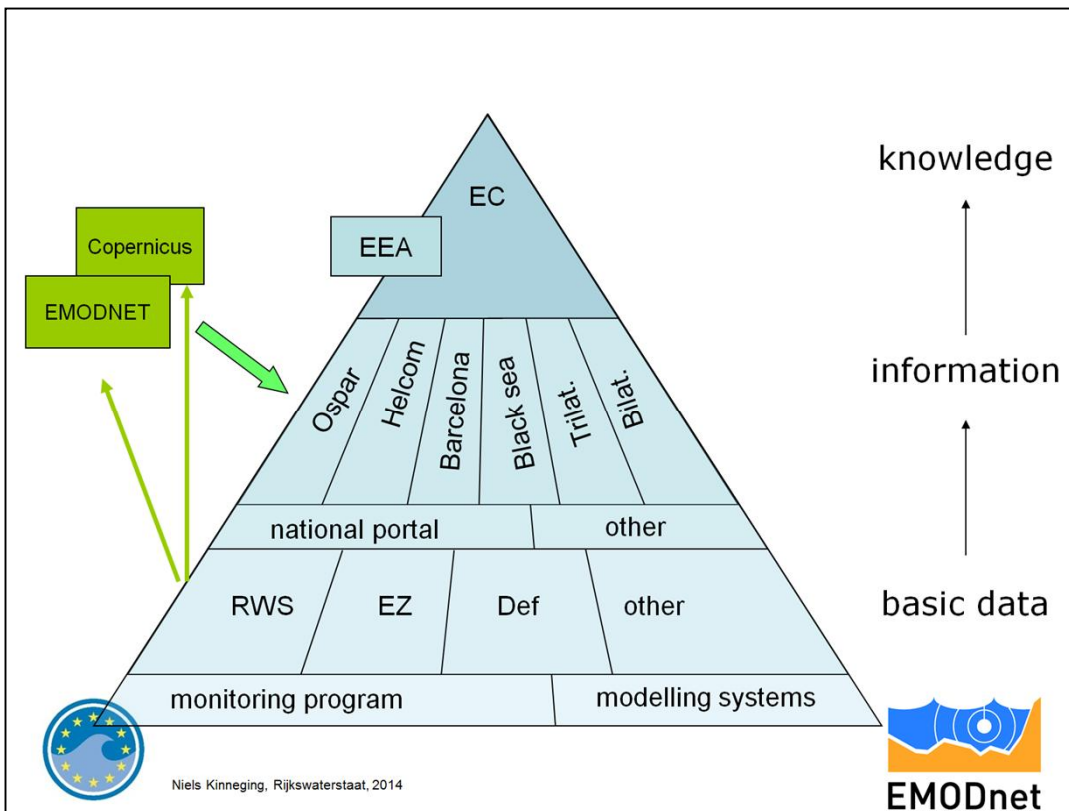 knowledge
EC
EEA
Copernicus
EMODNET
information
Ospar
Helcom
Barcelona
Black sea
Trilat.
Bilat.
national portal
other
RWS
EZ
Def
other
basic data
monitoring program
modelling systems
Niels Kinneging, Rijkswaterstaat, 2014
EMODnet